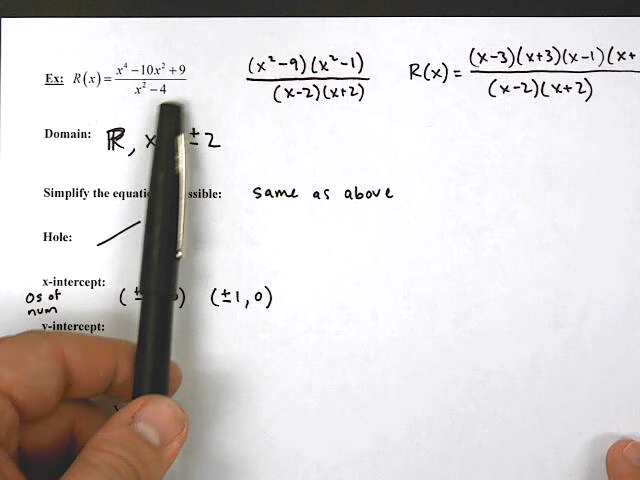 Ex: R(x) = x⁴ − 10x² + 9 / x² − 4
(x² − 9)(x² − 1) / (x − 2)(x + 2)
R(x) = (x − 3)(x + 3)(x − 1)(x + / (x − 2)(x + 2)
Domain: ℝ, x ± 2
Simplify the equati ssible: same as above
Hole: /
x-intercept: ( ± 0) (±1, 0)
0s of
num
y-intercept: